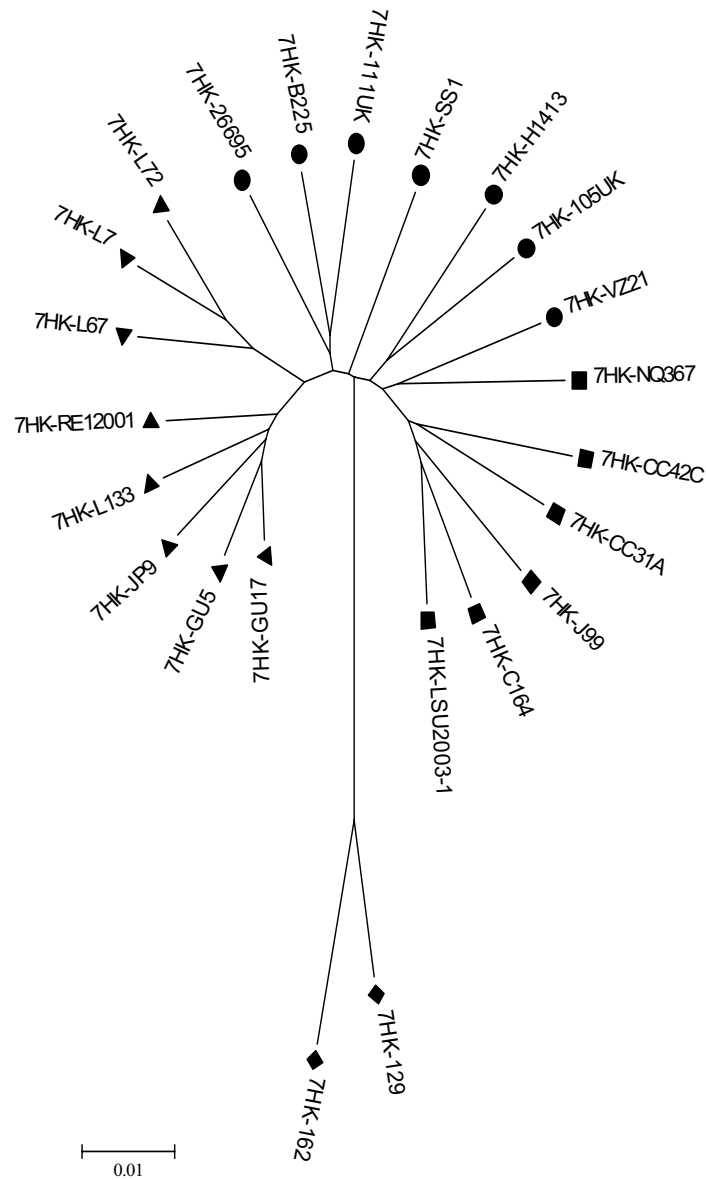 7HK-111UK
7HK-B225
7HK-26695
7HK-SS1
7HK-H1413
7HK-L72
7HK-105UK
7HK-L7
7HK-VZ21
7HK-L67
7HK-NQ367
7HK-RE12001
7HK-CC42C
7HK-L133
7HK-CC31A
7HK-JP9
7HK-J99
7HK-GU5
7HK-GU17
7HK-C164
7HK-LSU2003-1
7HK-129
7HK-162
0.01